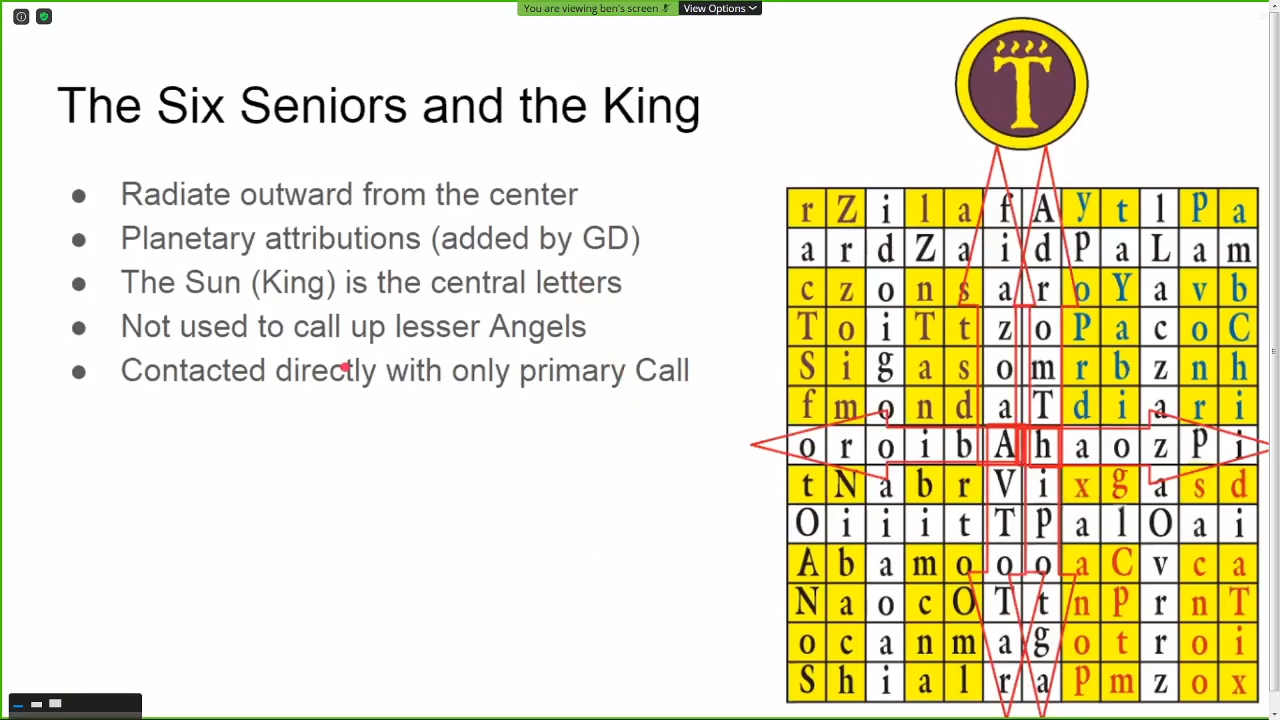 You are viewing ben's screen View Options
The Six Seniors and the King
● Radiate outward from the center
● Planetary attributions (added by GD)
● The Sun (King) is the central letters
● Not used to call up lesser Angels
● Contacted directly with only primary Call
T
r Z i l a f A y t l P a
a r d Z a i d P a L a m
c z o n s a r o Y a v b
T o i T t z o P a c o C
S i g a s o m r b z n h
f m o n d a T d i a r i
o r o i b A h a o z P i
t N a b r V i x g a s d
O i i i t T P a l O a i
A b a m o o o a C v c a
N a o c O T t n P r n T
o c a n m a g o t r o i
S h i a l r a P m z o x